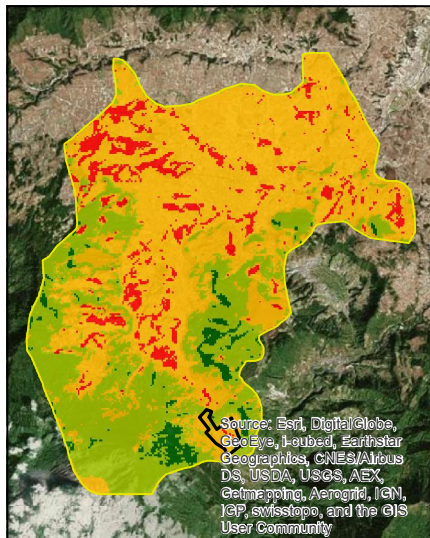 Source: Esri, DigitalGlobe,
GeoEye, i-cubed, Earthstar
Geographics, CNES/Airbus
DS, USDA, USGS, AEX,
Getmapping, Aerogrid, IGN,
IGP, swisstopo, and the GIS
User Community